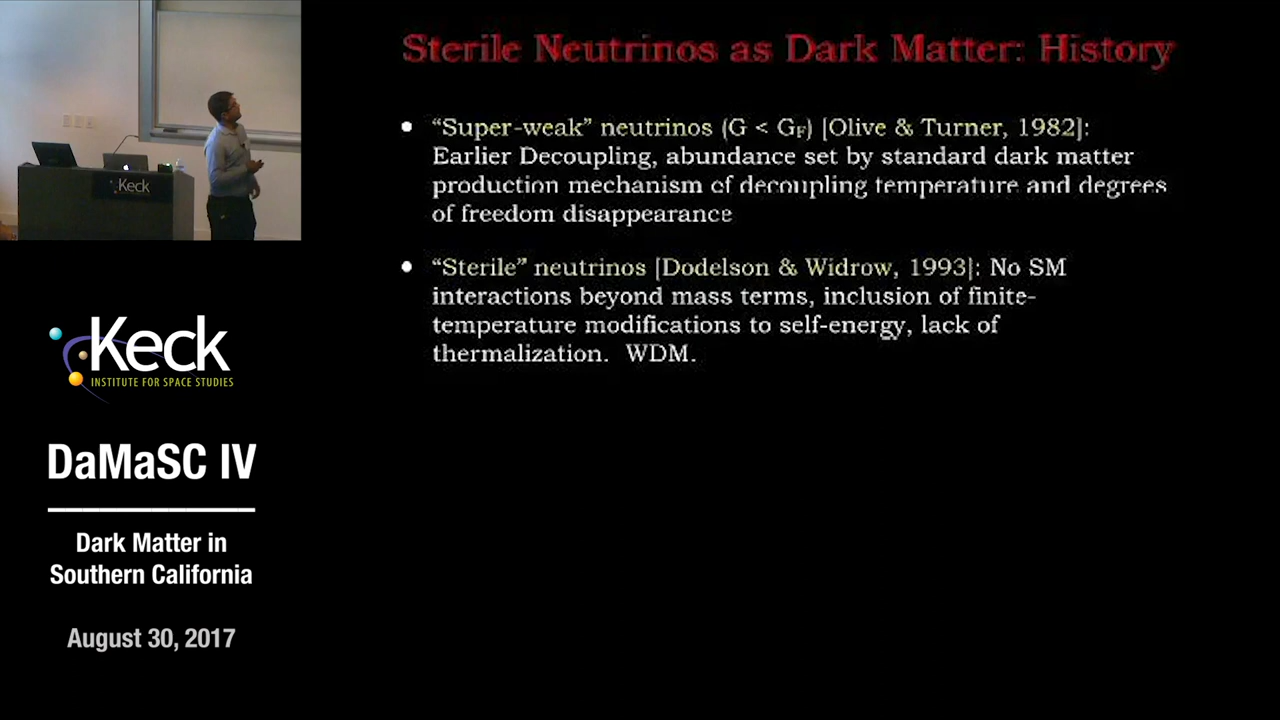 Sterile Neutrinos as Dark Matter: History
• “Super-weak” neutrinos (G < GF) [Olive & Turner, 1982]:
Earlier Decoupling, abundance set by standard dark matter
production mechanism of decoupling temperature and degrees
of freedom disappearance
• “Sterile” neutrinos [Dodelson & Widrow, 1993]: No SM
interactions beyond mass terms, inclusion of finite-
temperature modifications to self-energy, lack of
thermalization. WDM.
Keck
Keck
INSTITUTE FOR SPACE STUDIES
DaMaSC IV
Dark Matter in
Southern California
August 30, 2017